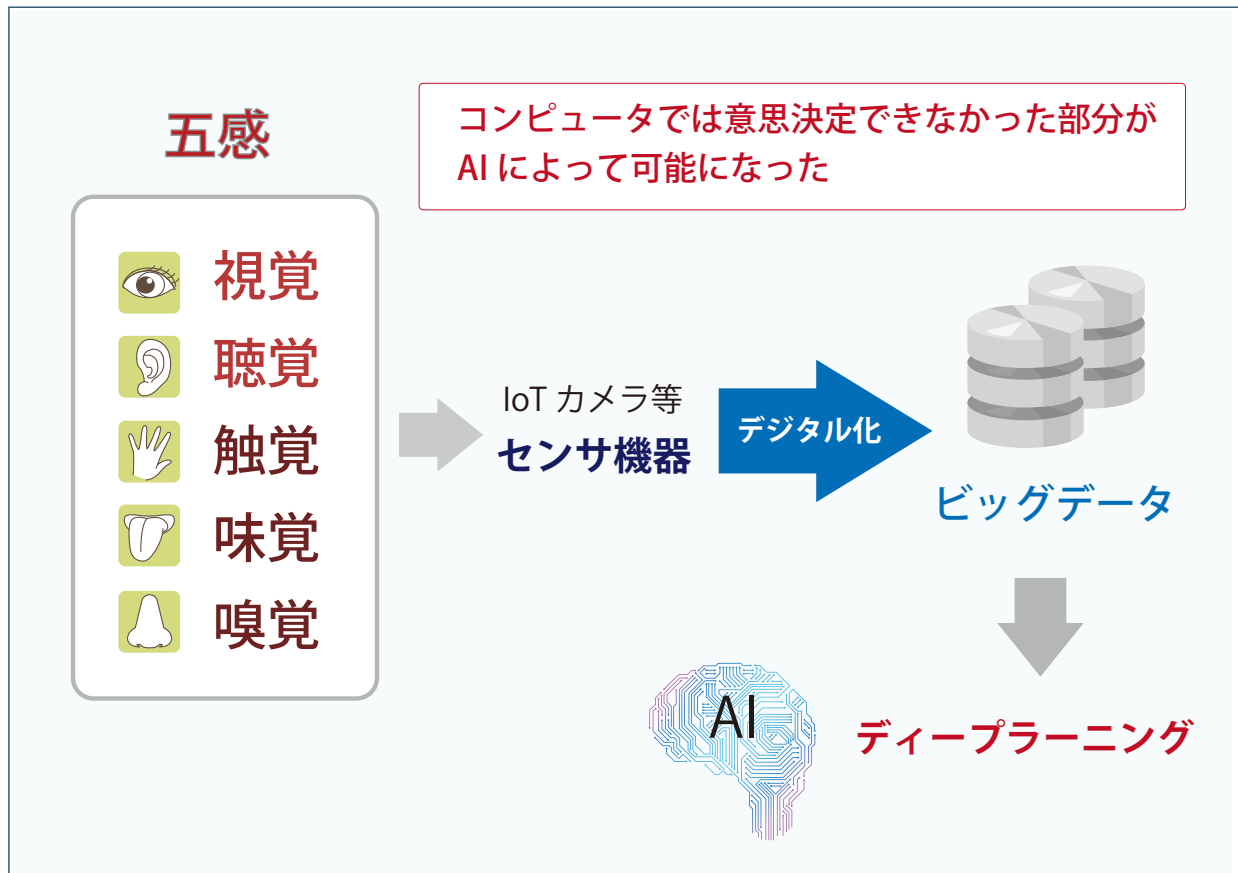 五感
コンピュータでは意思決定できなかった部分が
AI によって可能になった
視覚
聴覚
触覚
味覚
嗅覚
IoT カメラ等
センサ機器
デジタル化
ビッグデータ
AI
ディープラーニング